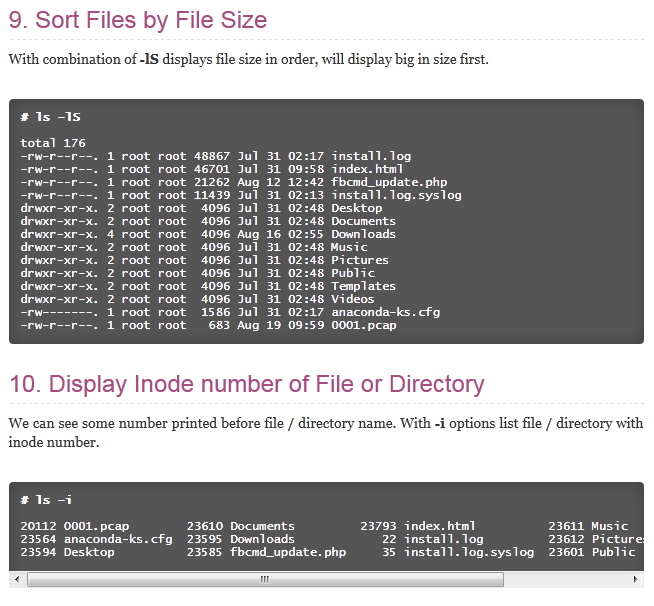 9. Sort Files by File Size
With combination of -lS displays file size in order, will display big in size first.
# ls -lS
total 176
-rw-r--r--. 1 root root 48867 Jul 31 02:17 install.log
-rw-r--r--. 1 root root 46701 Jul 31 09:58 index.html
-rw-r--r--. 1 root root 21262 Aug 12 12:42 fbcmd_update.php
-rw-r--r--. 1 root root 11439 Jul 31 02:13 install.log.syslog
drwxr-xr-x. 2 root root  4096 Jul 31 02:48 Desktop
drwxr-xr-x. 2 root root  4096 Jul 31 02:48 Documents
drwxr-xr-x. 4 root root  4096 Aug 16 02:55 Downloads
drwxr-xr-x. 2 root root  4096 Jul 31 02:48 Music
drwxr-xr-x. 2 root root  4096 Jul 31 02:48 Pictures
drwxr-xr-x. 2 root root  4096 Jul 31 02:48 Public
drwxr-xr-x. 2 root root  4096 Jul 31 02:48 Templates
drwxr-xr-x. 2 root root  4096 Jul 31 02:48 Videos
-rw-------. 1 root root  1586 Jul 31 02:17 anaconda-ks.cfg
-rw-r--r--. 1 root root   683 Aug 19 09:59 0001.pcap
10. Display Inode number of File or Directory
We can see some number printed before file / directory name. With -i options list file / directory with
inode number.
# ls -i
20112 0001.pcap        23610 Documents         23793 index.html          23611 Music
23564 anaconda-ks.cfg  23595 Downloads            22 install.log         23612 Pictures
23594 Desktop          23585 fbcmd_update.php     35 install.log.syslog  23601 Public